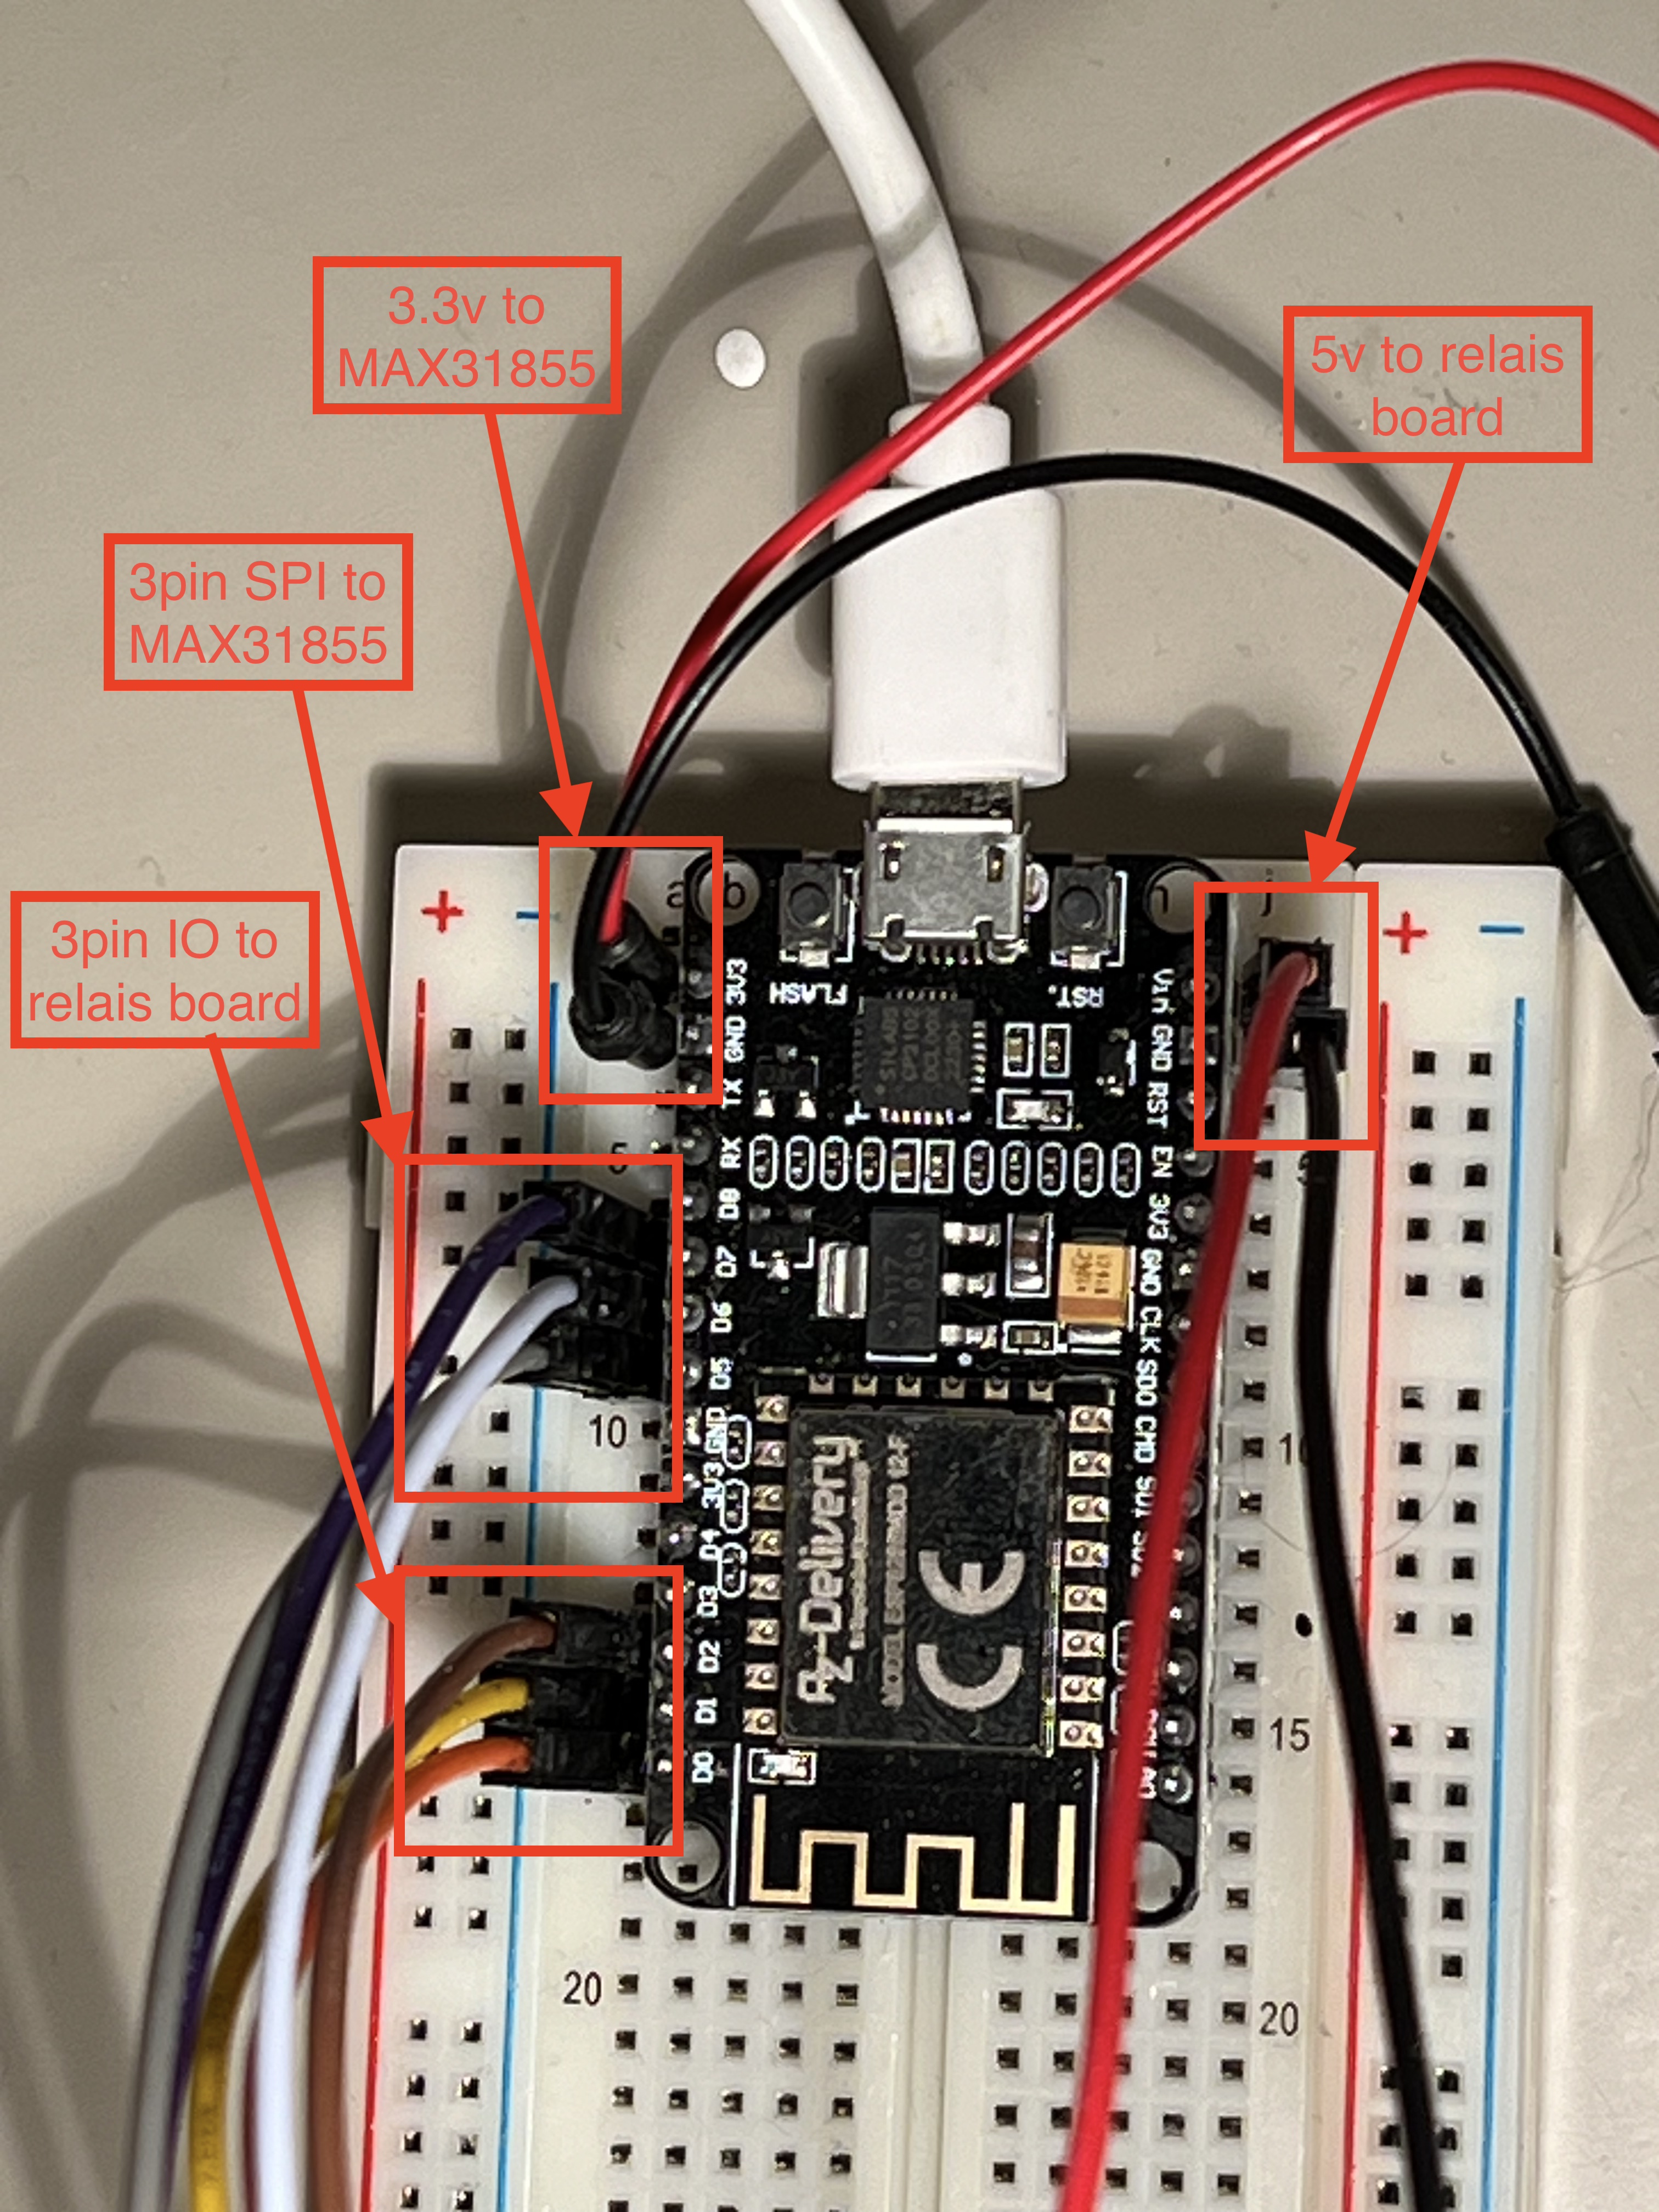 3.3v to
MAX31855
5v to relais
board
3pin SPI to
MAX31855
3pin IO to
relais board
+
-
a
b
j
+
-
FLASH
RST.
3V3
GND
TX
RX
D8
D7
D6
D5
GND
3V3
D4
D3
D2
D1
D0
Vin
GND
RST
EN
3V3
GND
CLK
SDO
CMD
SD1
5
10
15
20
20
AZ-Delivery
CE